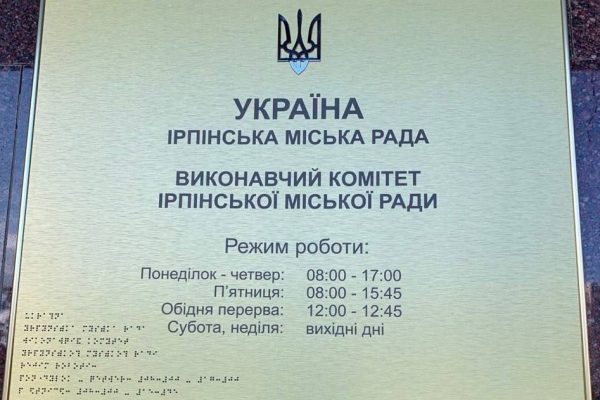 УКРАЇНА
ІРПІНСЬКА МІСЬКА РАДА
ВИКОНАВЧИЙ КОМІТЕТ
ІРПІНСЬКОЇ МІСЬКОЇ РАДИ
Режим роботи:
Понеділок - четвер: 08:00 - 17:00
П’ятниця: 08:00 - 15:45
Обідня перерва: 12:00 - 12:45
Субота, неділя: вихідні дні